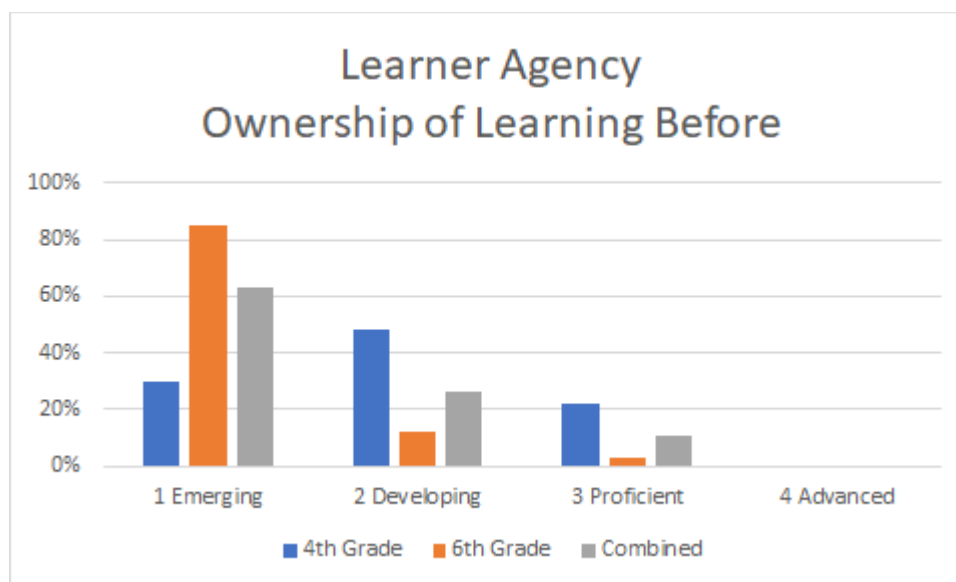 Learner Agency
Ownership of Learning Before
100%
80%
60%
40%
20%
0%
1 Emerging 2 Developing 3 Proficient 4 Advanced
4th Grade 6th Grade Combined